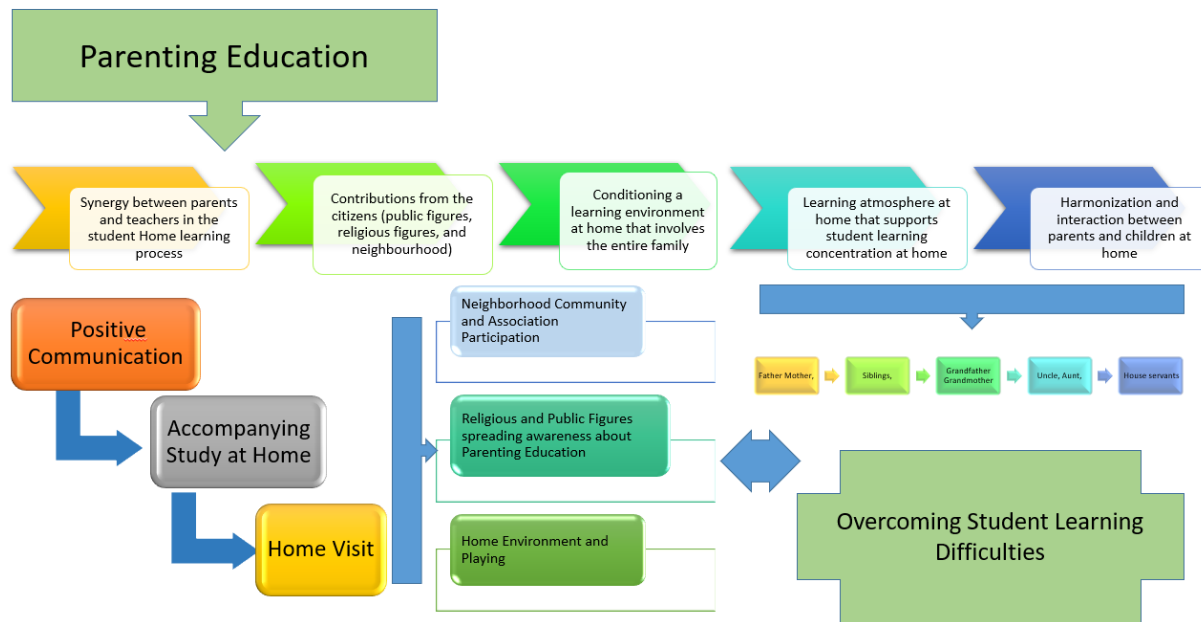 Parenting Education
Synergy between parents
and teachers in the
student Home learning
process
Contributions from the
citizens (public figures,
religious figures, and
neighbourhood)
Conditioning a
learning environment
at home that involves
the entire family
Learning atmosphere at
home that supports
student learning
concentration at home
Harmonization and
interaction between
parents and children at
home
Positive
Communication
Accompanying
Study at Home
Home Visit
Neighborhood Community
and Association
Participation
Religious and Public Figures
spreading awareness about
Parenting Education
Home Environment and
Playing
Father Mother,
Siblings,
Grandfather
Grandmother
Uncle, Aunt,
House servants
Overcoming Student Learning
Difficulties